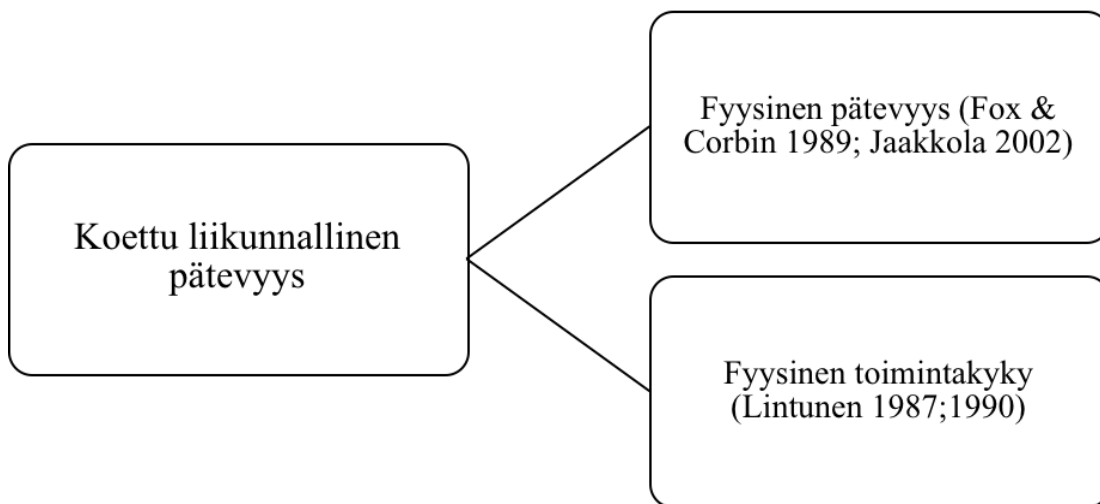 Koettu liikunnallinen
pätevyys
Fyysinen pätevyys (Fox &
Corbin 1989; Jaakkola 2002)
Fyysinen toimintakyky
(Lintunen 1987;1990)